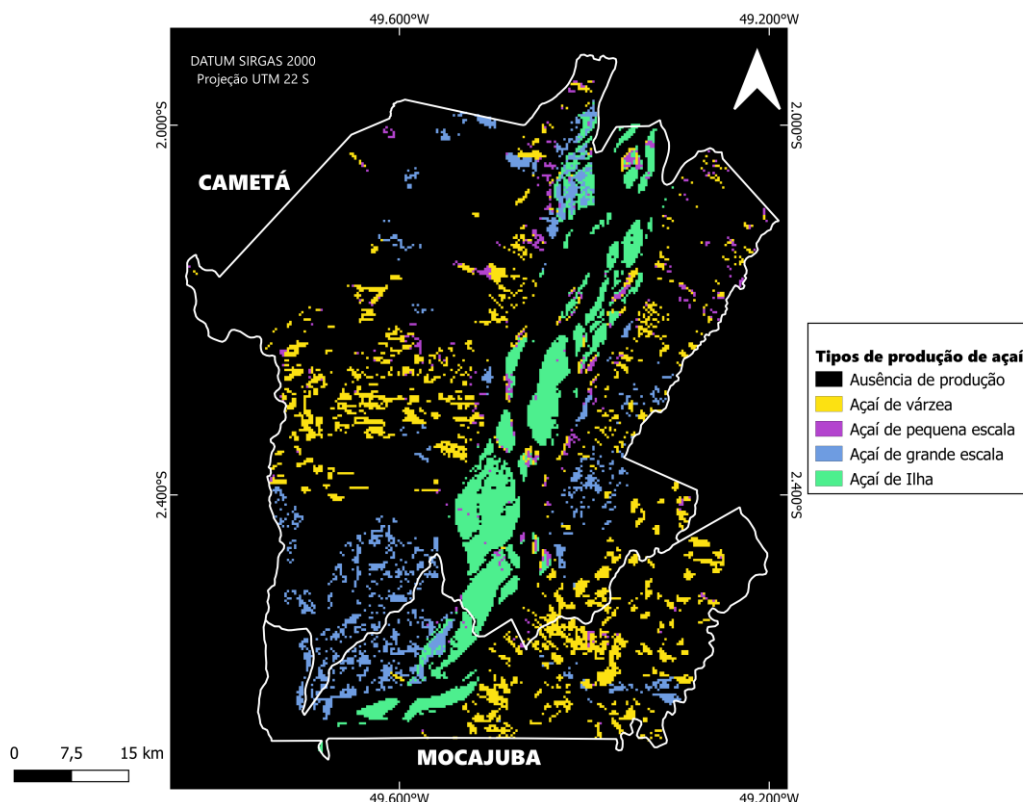 49.600°W
49.200°W
DATUM SIRGAS 2000
Projeção UTM 22 S
2.000°S
2.000°S
CAMETÁ
Tipos de produção de açaí
Ausência de produção
Açaí de várzea
Açaí de pequena escala
Açaí de grande escala
Açaí de Ilha
2.400°S
2.400°S
0 7,5 15 km
MOCAJUBA
49.600°W
49.200°W